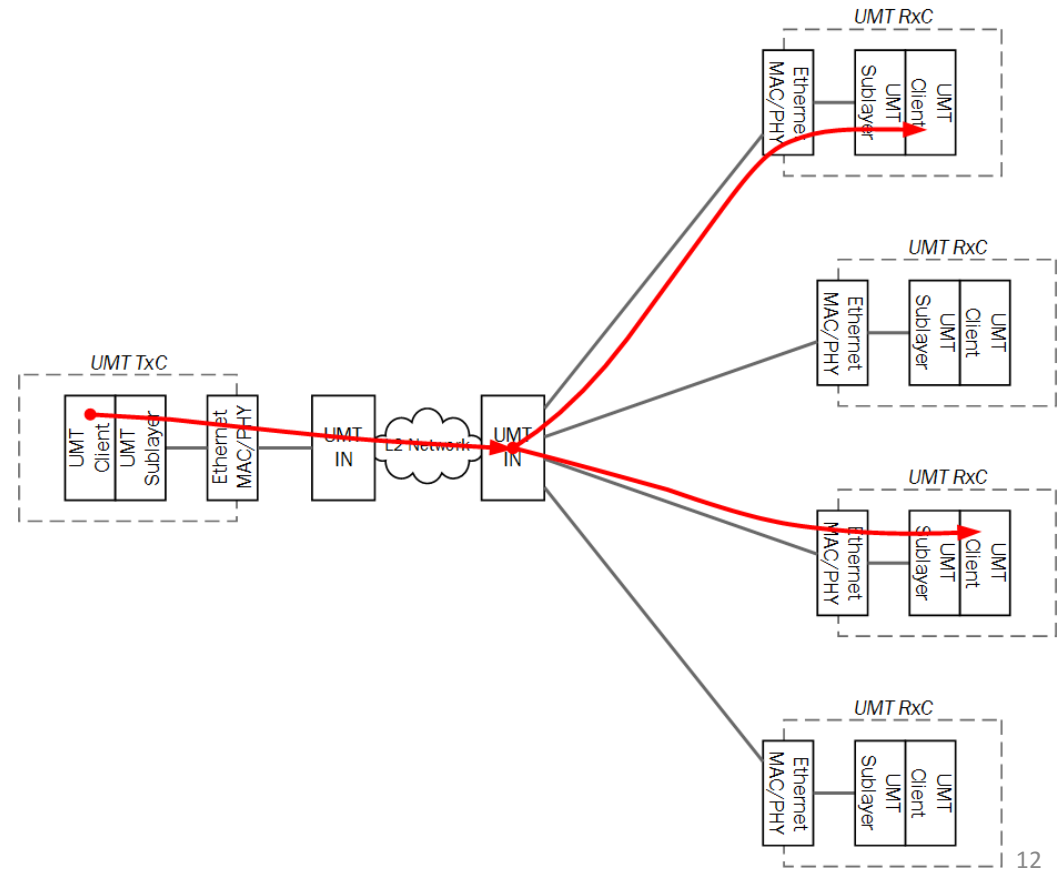 UMT RxC
Ethernet
MAC/PHY
UMT
Sublayer
UMT
Client
UMT RxC
Ethernet
MAC/PHY
UMT
Sublayer
UMT
Client
UMT TxC
UMT
Client
UMT
Sublayer
Ethernet
MAC/PHY
UMT
IN
L2 Network
UMT
IN
UMT RxC
Ethernet
MAC/PHY
UMT
Sublayer
UMT
Client
UMT RxC
Ethernet
MAC/PHY
UMT
Sublayer
UMT
Client
12